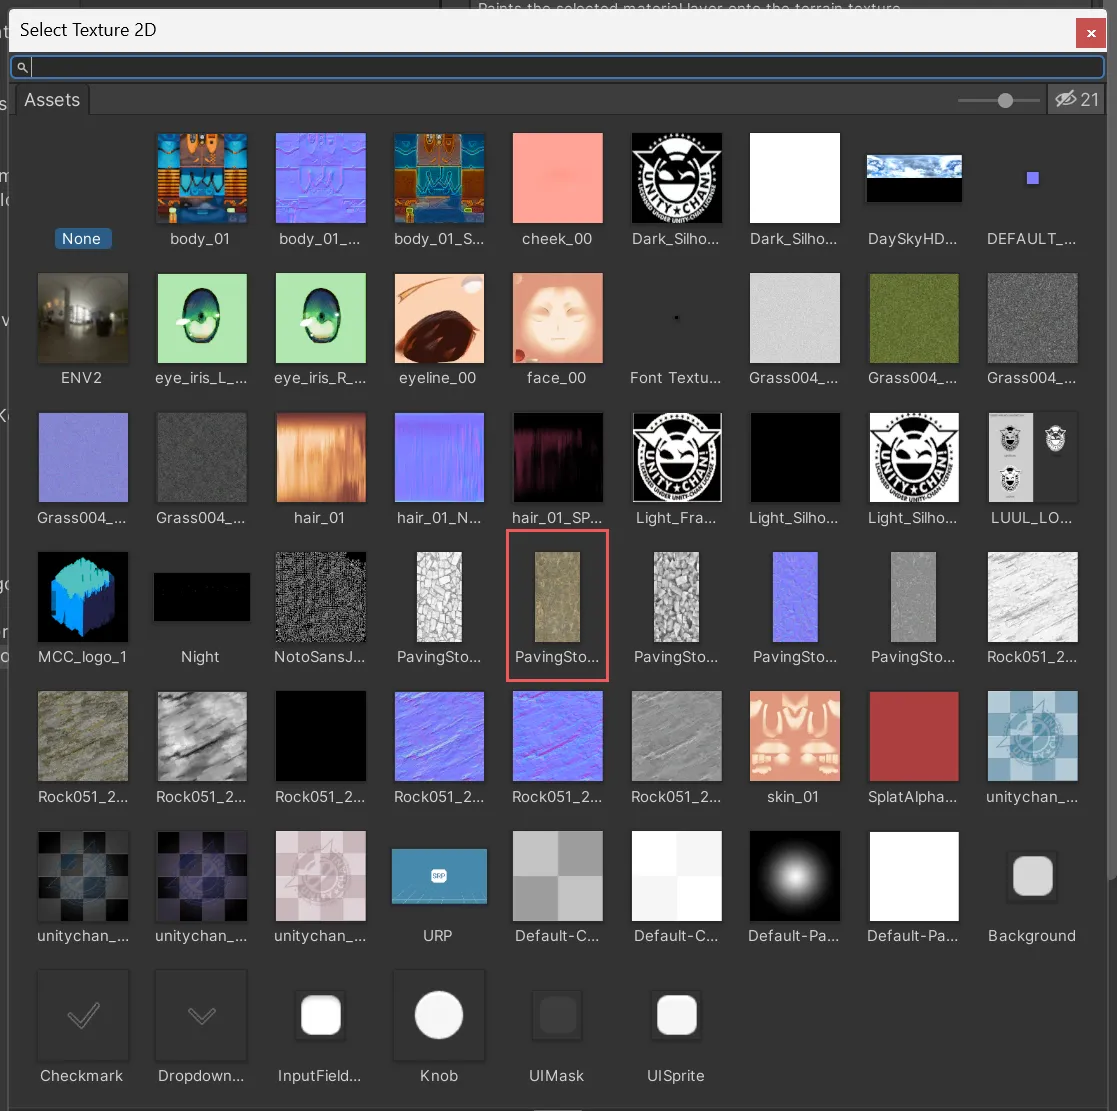 Paints the selected material layer onto the terrain texture
Select Texture 2D
Assets
21
None
body_01
body_01_...
body_01_S...
cheek_00
Dark_Silho...
Dark_Silho...
DaySkyHD...
DEFAULT_...
ENV2
eye_iris_L_...
eye_iris_R_...
eyeline_00
face_00
Font Textu...
Grass004_...
Grass004_...
Grass004_...
Grass004_...
Grass004_...
hair_01
hair_01_N...
hair_01_SP...
UNITY-CHAN!
Light_Fra...
Light_Silho...
Light_Silho...
LUUL_LO...
MCC_logo_1
Night
NotoSansJ...
PavingSto...
PavingSto...
PavingSto...
PavingSto...
PavingSto...
Rock051_2...
Rock051_2...
Rock051_2...
Rock051_2...
Rock051_2...
Rock051_2...
Rock051_2...
skin_01
SplatAlpha...
unitychan_...
unitychan_...
unitychan_...
unitychan_...
SRP
URP
Default-C...
Default-C...
Default-Pa...
Default-Pa...
Background
Checkmark
Dropdown...
InputField...
Knob
UIMask
UISprite